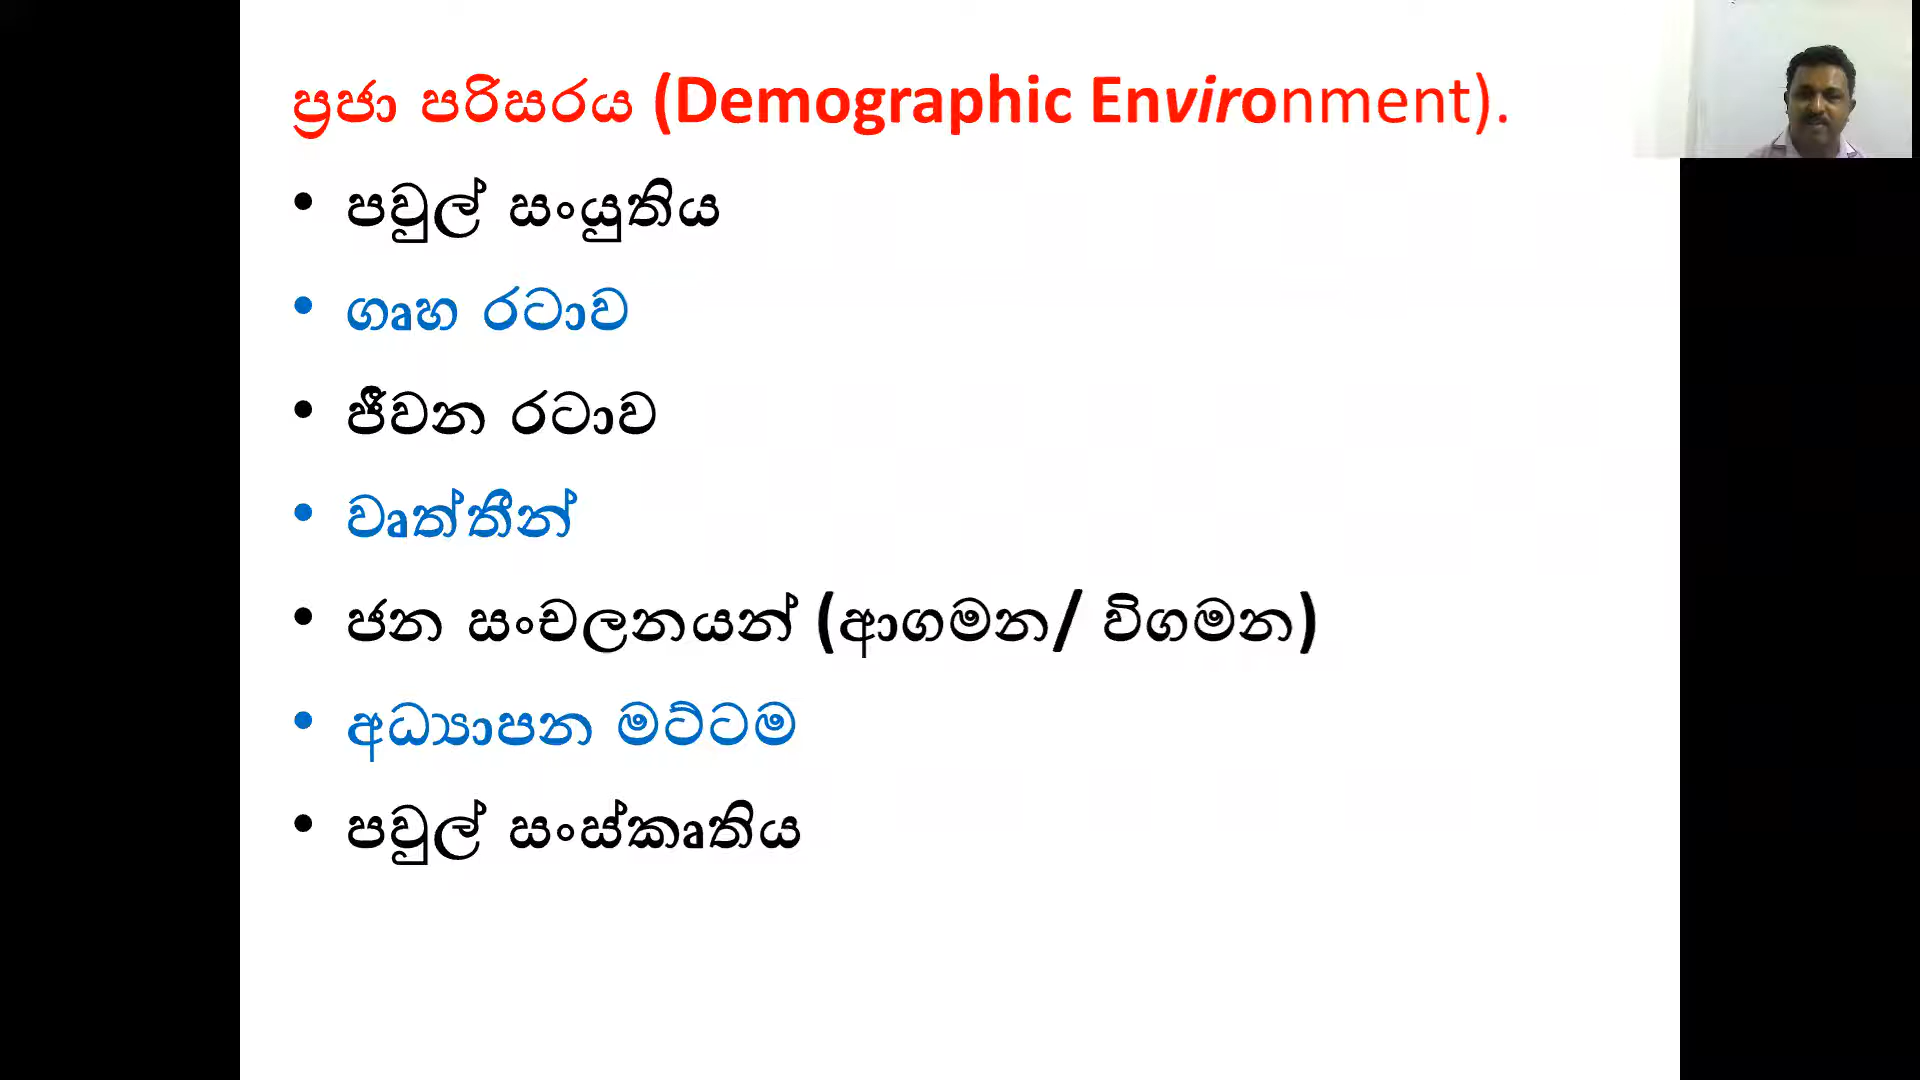 ප්‍රජා පරිසරය (Demographic Environment).
• පවුල් සංයුතිය
• ගෘහ රටාව
• ජීවන රටාව
• වෘත්තීන්
• ජන සංචලනයන් (ආගමන/ විගමන)
• අධ්‍යාපන මට්ටම
• පවුල් සංස්කෘතිය